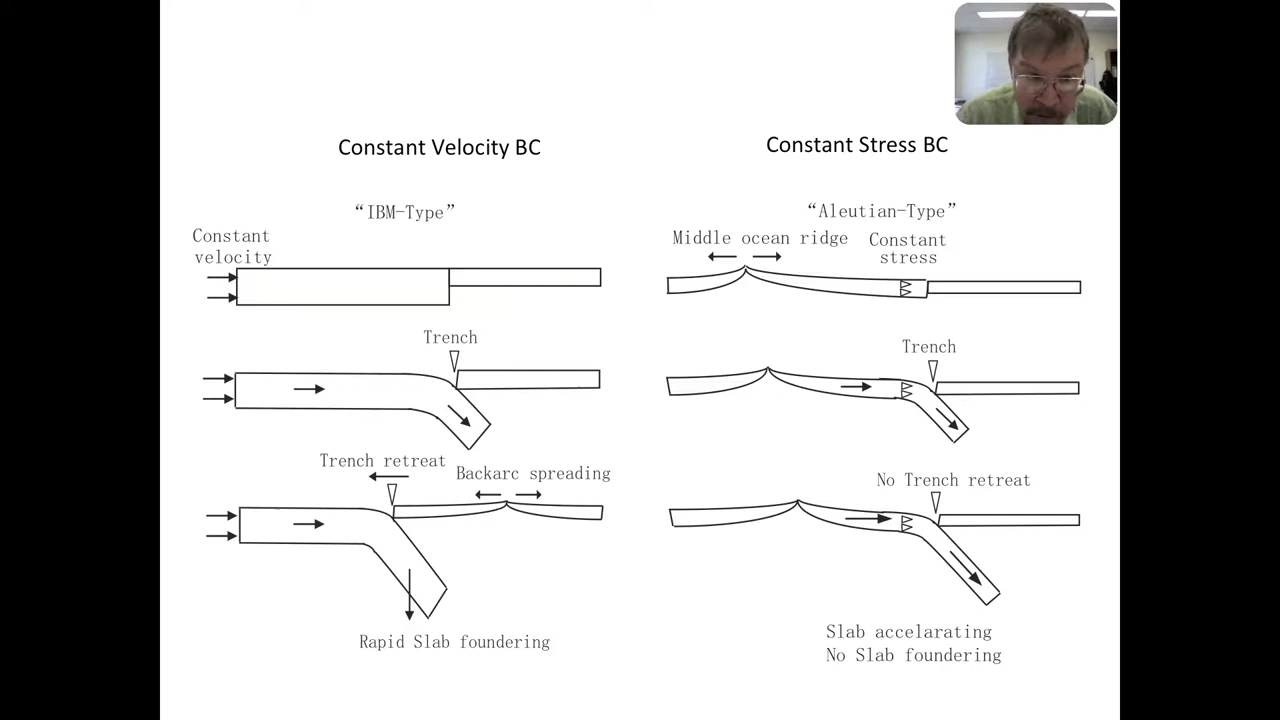 Constant Velocity BC
"IBM-Type"
Constant
velocity
Trench
Trench retreat
Backarc spreading
Rapid Slab foundering
Constant Stress BC
"Aleutian-Type"
Middle ocean ridge
Constant
stress
Trench
No Trench retreat
Slab accelarating
No Slab foundering